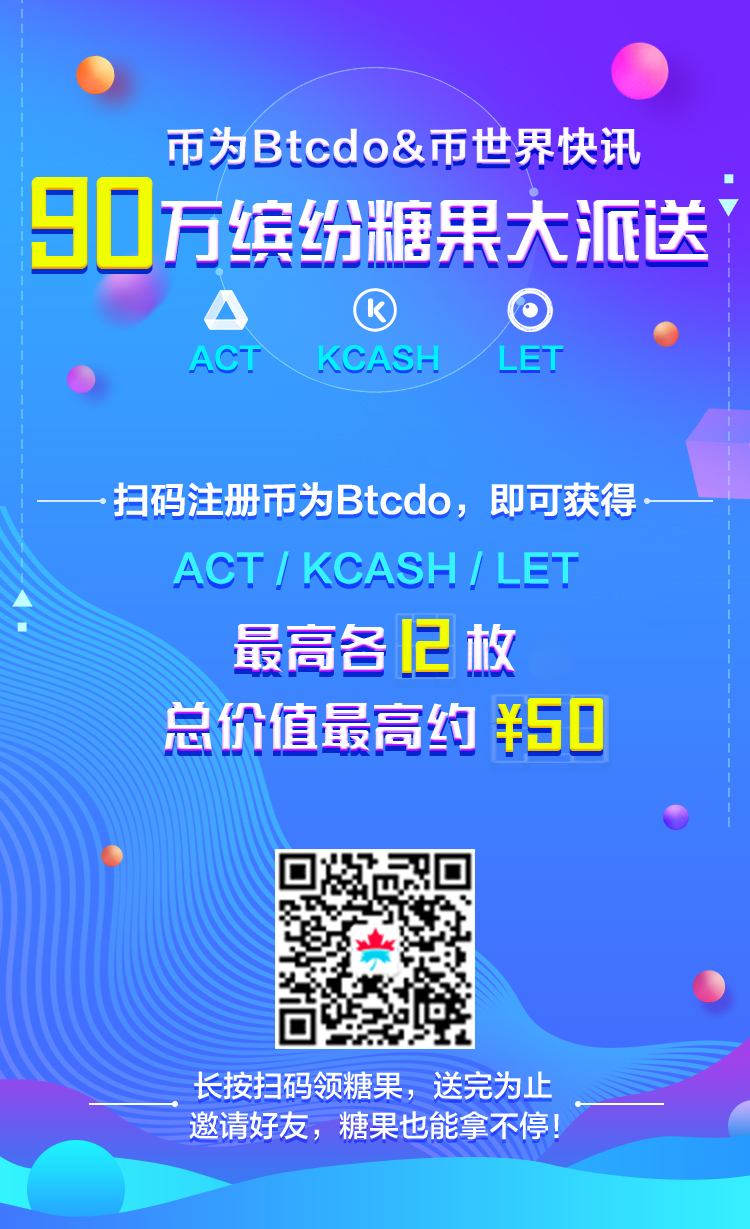 币为Btcdo&币世界快讯
90万缤纷糖果大派送
ACT KCASH LET
扫码注册币为Btcdo，即可获得
ACT / KCASH / LET
最高各12枚
总价值最高约¥50
长按扫码领糖果，送完为止
邀请好友，糖果也能拿不停！